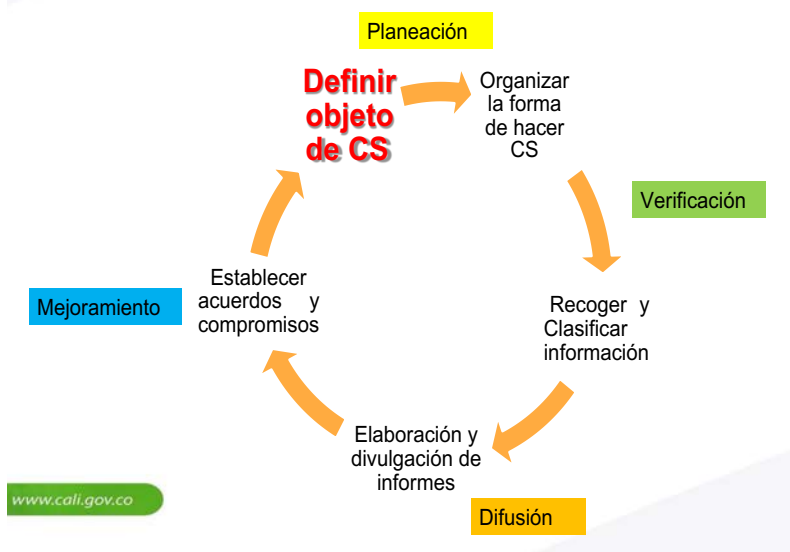 Planeación
Definir
objeto
de CS
Organizar
la forma
de hacer
CS
Verificación
Recoger y
Clasificar
información
Elaboración y
divulgación de
informes
Difusión
Establecer
acuerdos y
compromisos
Mejoramiento
www.cali.gov.co